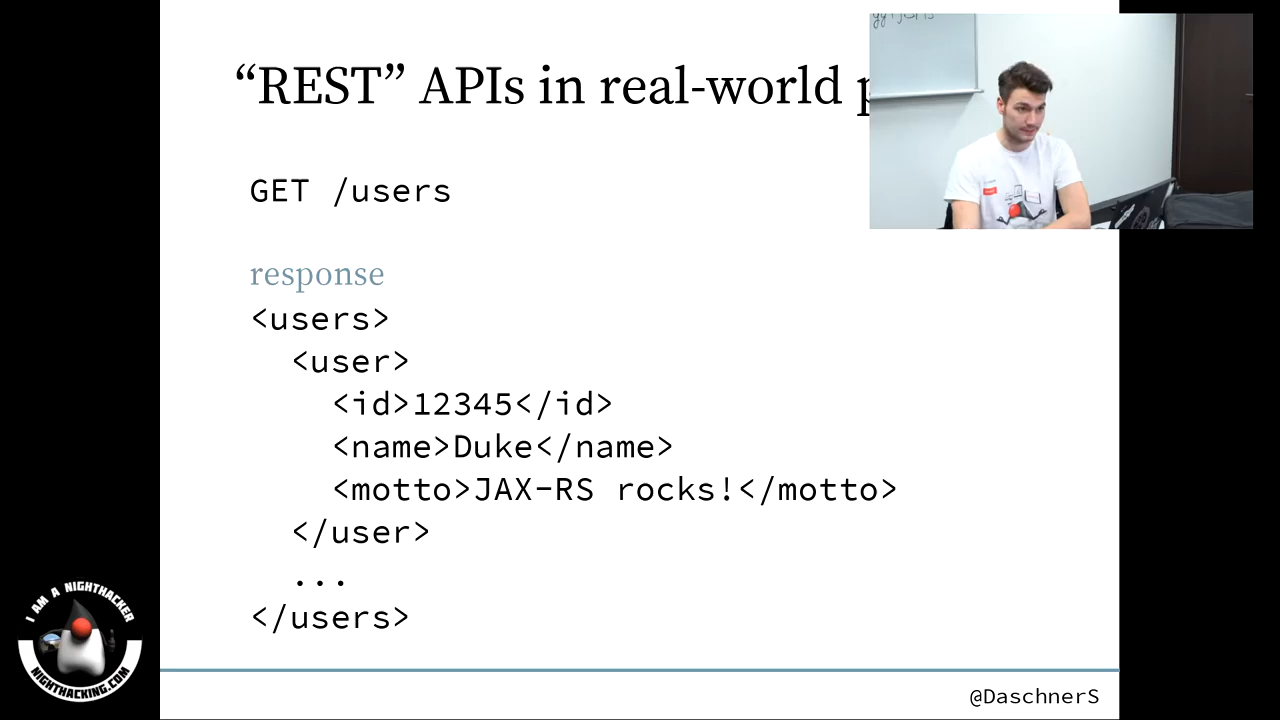 “REST” APIs in real-world
GET /users
response
<users>
<user>
<id>12345</id>
<name>Duke</name>
<motto>JAX-RS rocks!</motto>
</user>
...
</users>
@DaschnerS
I AM A NIGHTHACKER
NIGHTHACKING.COM